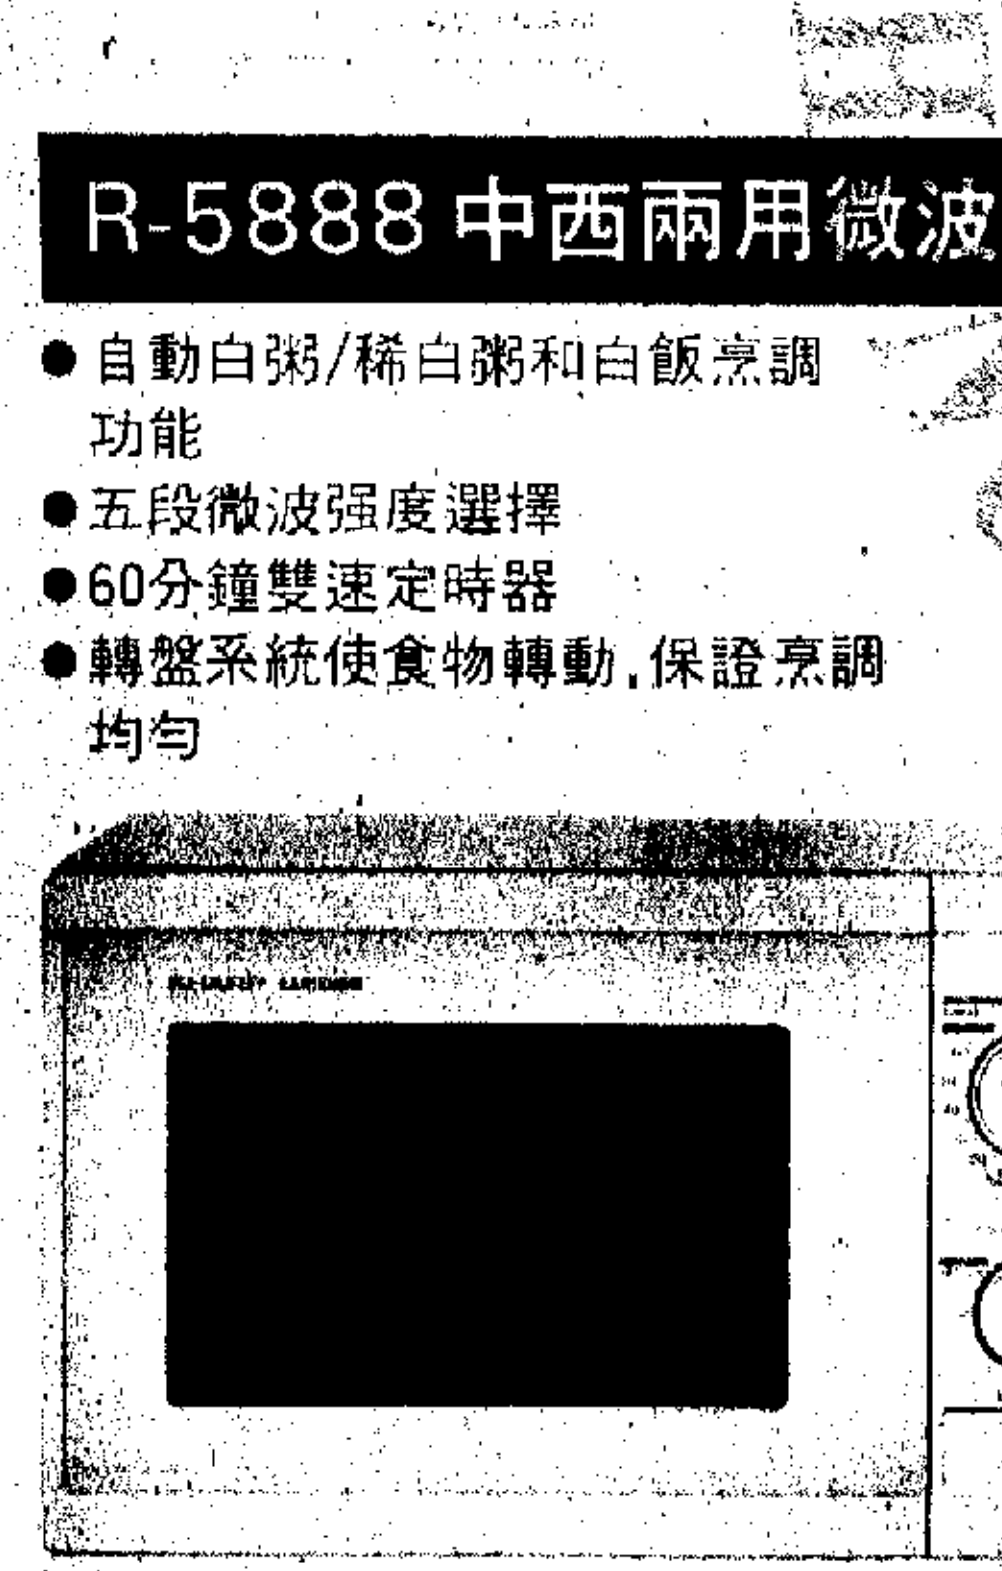 R-5888 中西兩用微波
● 自動白粥/稀白粥和白飯烹調
功能
● 五段微波强度選擇
● 60分鐘雙速定時器
● 轉盤系統使食物轉動,保證烹調
均勻